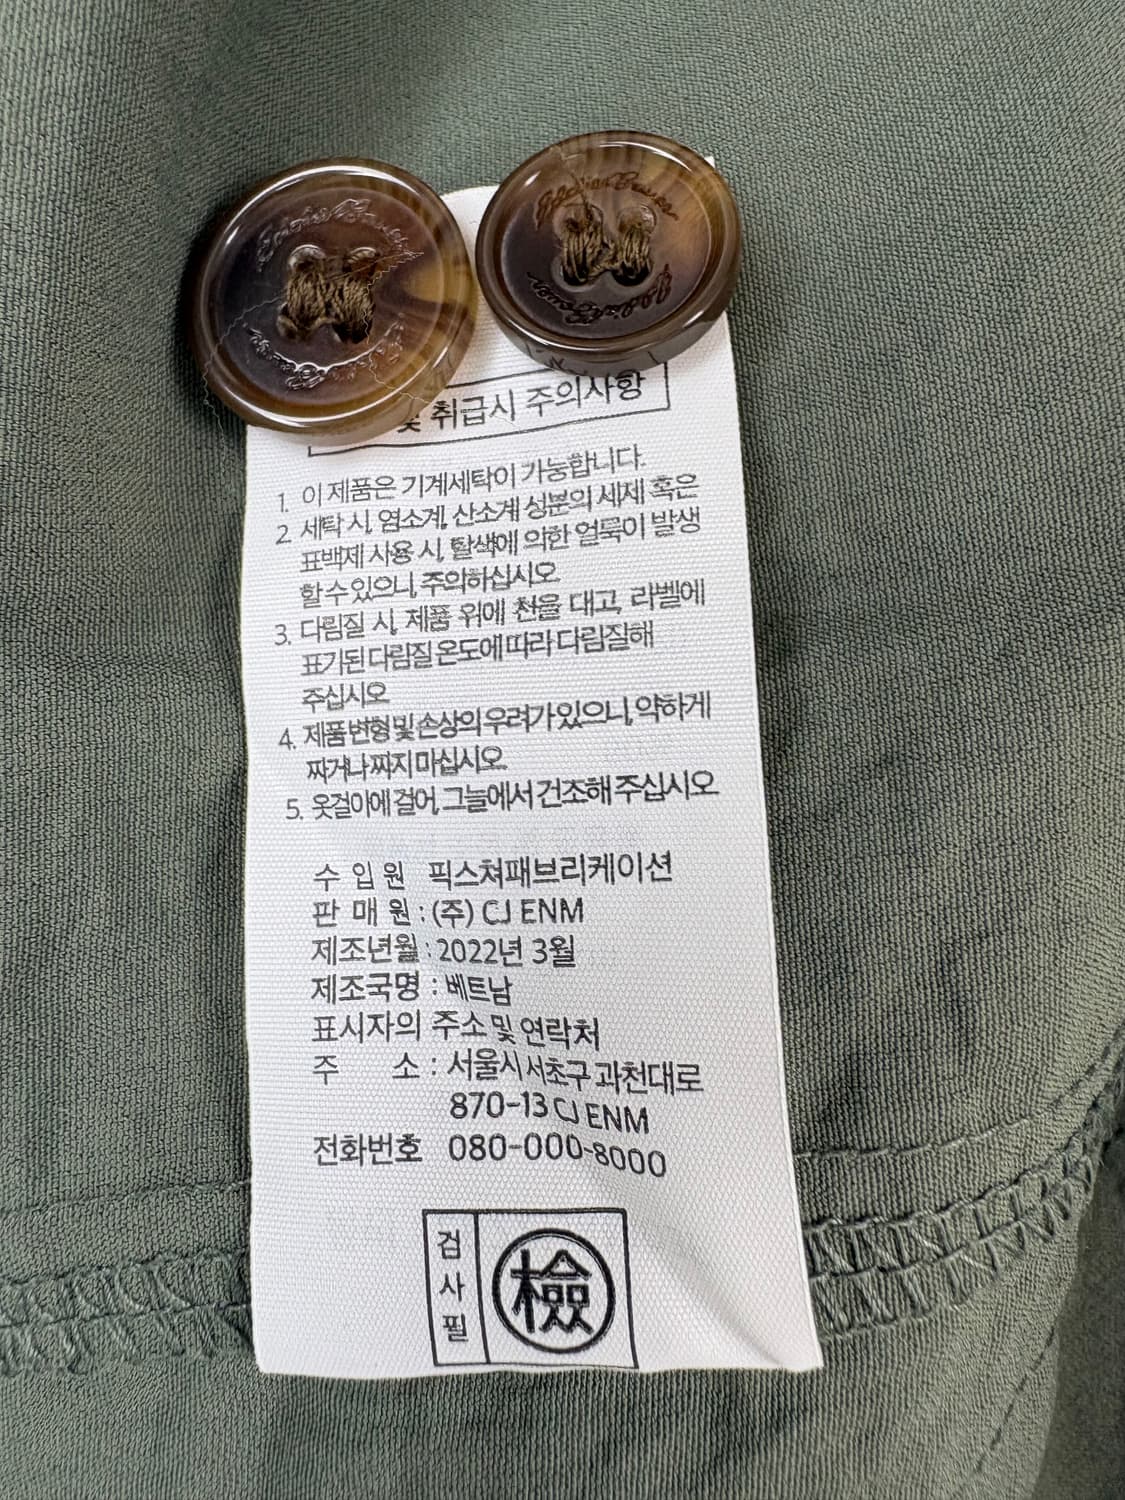 Eddie Bauer
Eddie Bauer
Eddie Bauer
Eddie Bauer
및 취급시 주의사항
1. 이 제품은 기계세탁이 가능합니다.
2. 세탁 시, 염소계, 산소계 성분의 세제 혹은
표백제 사용 시, 탈색에 의한 얼룩이 발생
할 수 있으니, 주의하십시오.
3. 다림질 시, 제품 위에 천을 대고, 라벨에
표기된 다림질 온도에 따라 다림질해
주십시오
4. 제품 변형 및 손상의 우려가 있으니, 약하게
짜거나 짜지 마십시오.
5. 옷걸이에 걸어, 그늘에서 건조해 주십시오
수 입 원 픽스쳐패브리케이션
판 매 원 : (주) CJ ENM
제조년월 : 2022년 3월
제조국명 : 베트남
표시자의 주소 및 연락처
주 소 : 서울시 서초구 과천대로
870-13 CJ ENM
전화번호 080-000-8000
검사필
檢